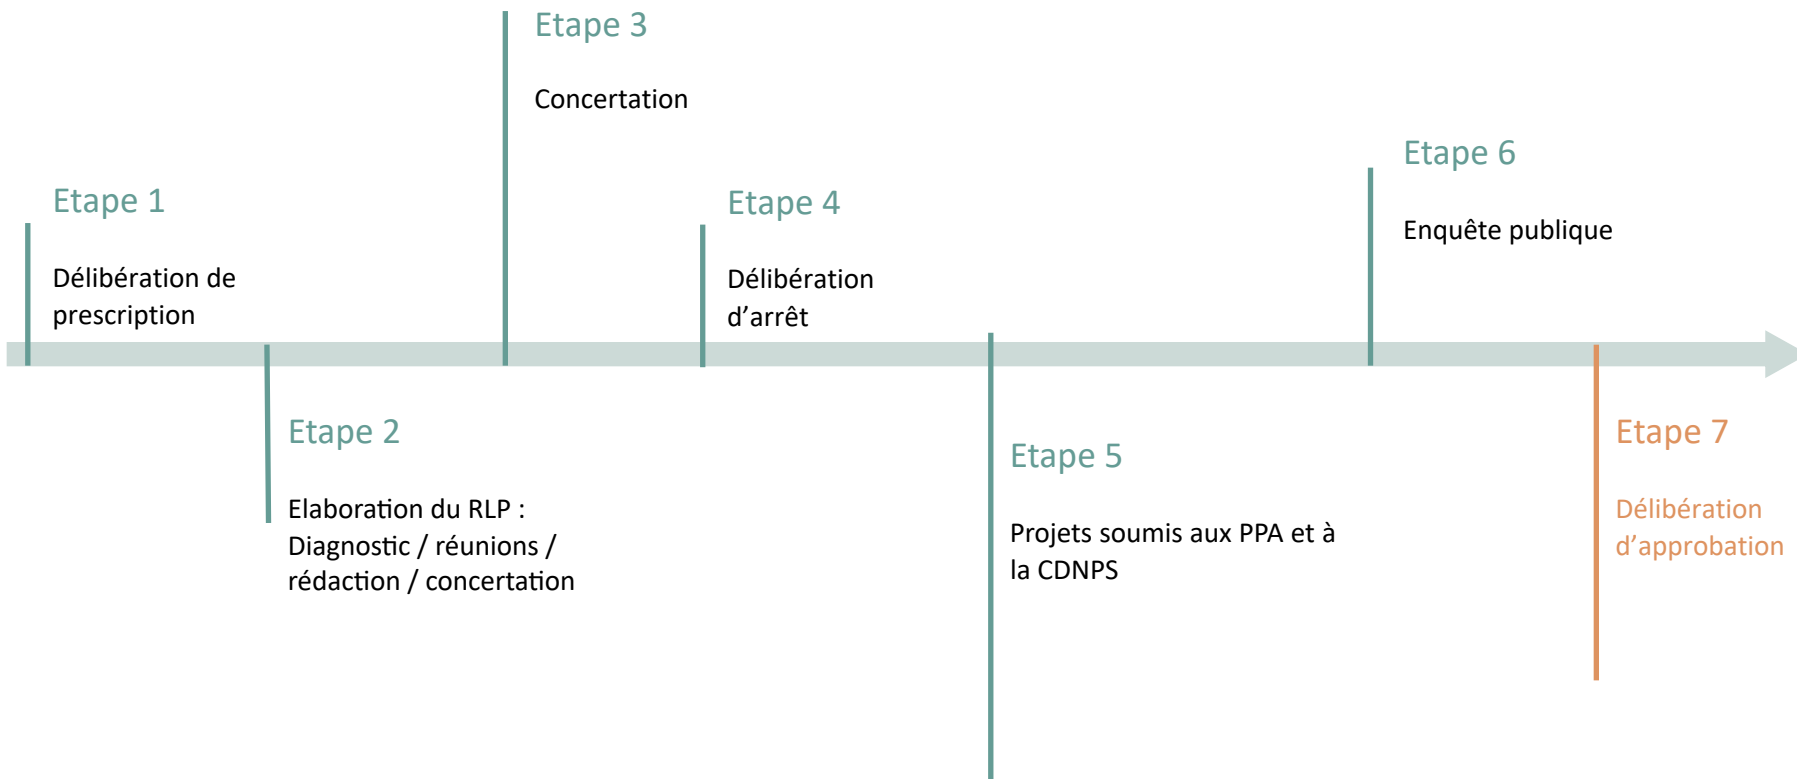 Etape 1
Délibération de
prescription
Etape 2
Elaboration du RLP :
Diagnostic / réunions /
rédaction / concertation
Etape 3
Concertation
Etape 4
Délibération
d’arrêt
Etape 5
Projets soumis aux PPA et à
la CDNPS
Etape 6
Enquête publique
Etape 7
Délibération
d’approbation